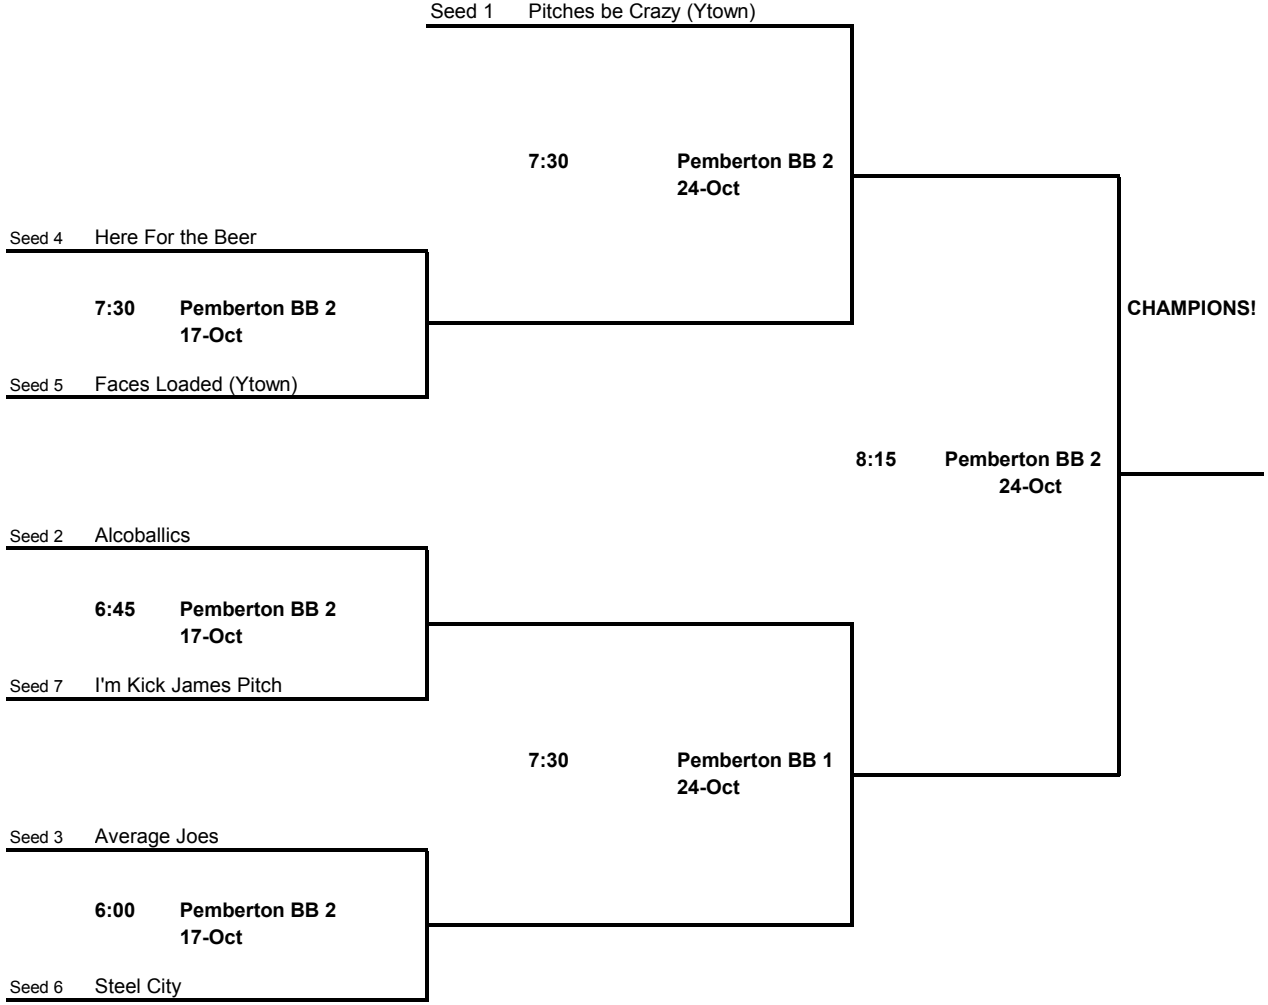 Seed 1 Pitches be Crazy (Ytown)
7:30 Pemberton BB 2
24-Oct
Seed 4 Here For the Beer
7:30 Pemberton BB 2
17-Oct
CHAMPIONS!
Seed 5 Faces Loaded (Ytown)
8:15 Pemberton BB 2
24-Oct
Seed 2 Alcoballics
6:45 Pemberton BB 2
17-Oct
Seed 7 I'm Kick James Pitch
7:30 Pemberton BB 1
24-Oct
Seed 3 Average Joes
6:00 Pemberton BB 2
17-Oct
Seed 6 Steel City